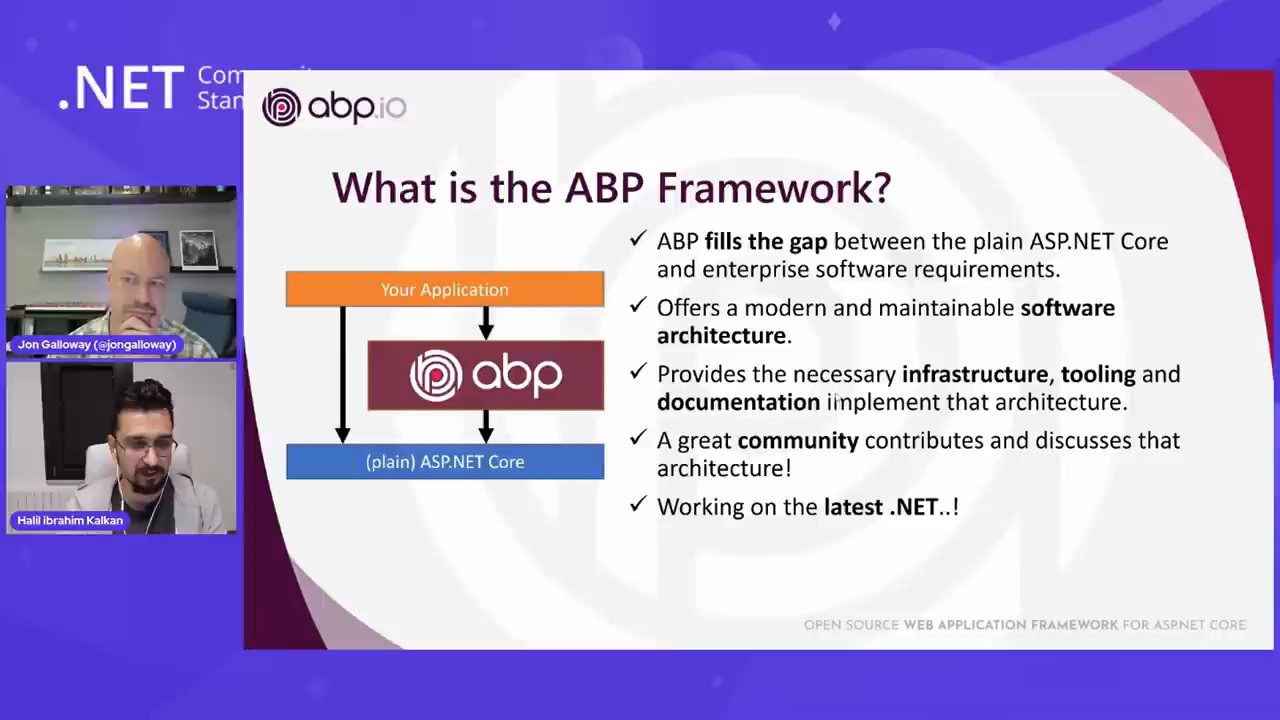 .NET
abp.io
What is the ABP Framework?
Your Application
abp
(plain) ASP.NET Core
✓ ABP fills the gap between the plain ASP.NET Core
and enterprise software requirements.
✓ Offers a modern and maintainable software
architecture.
✓ Provides the necessary infrastructure, tooling and
documentation implement that architecture.
✓ A great community contributes and discusses that
architecture!
✓ Working on the latest .NET..!
OPEN SOURCE WEB APPLICATION FRAMEWORK FOR ASP.NET CORE
Jon Galloway (@jongalloway)
Halil ibrahim Kalkan